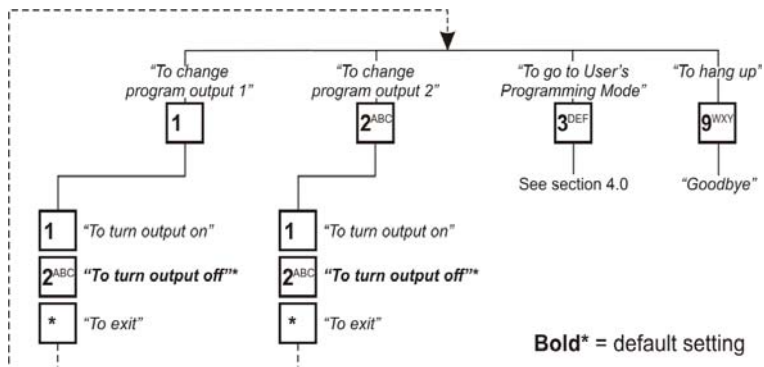 “To change
program output 1”
1
“To change
program output 2”
2ABC
“To go to User’s
Programming Mode”
3DEF
“To hang up”
9WXY
See section 4.0
“Goodbye”
1 “To turn output on”
2ABC “To turn output off”*
* “To exit”
1 “To turn output on”
2ABC “To turn output off”*
* “To exit”
Bold* = default setting